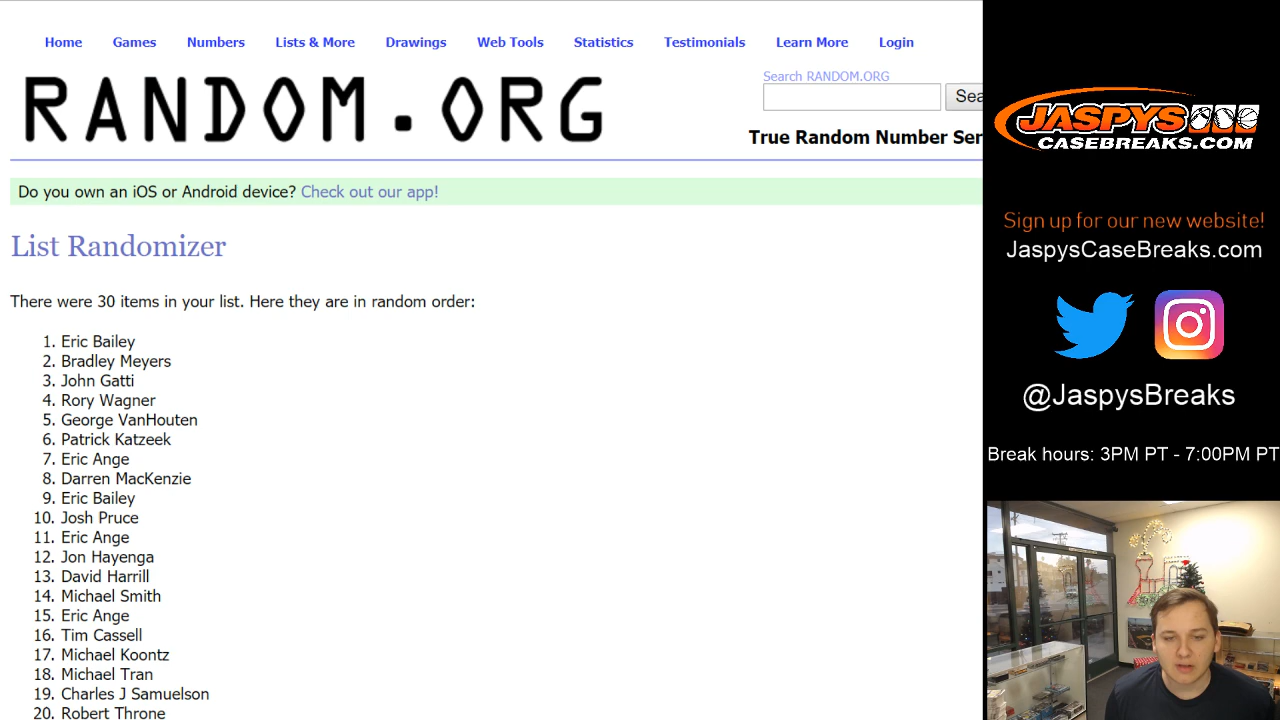 Home Games Numbers Lists & More Drawings Web Tools Statistics Testimonials Learn More Login
RANDOM.ORG
Search RANDOM.ORG
Sea
True Random Number Ser
Do you own an iOS or Android device? Check out our app!
List Randomizer
There were 30 items in your list. Here they are in random order:
1. Eric Bailey
2. Bradley Meyers
3. John Gatti
4. Rory Wagner
5. George VanHouten
6. Patrick Katzeek
7. Eric Ange
8. Darren MacKenzie
9. Eric Bailey
10. Josh Pruce
11. Eric Ange
12. Jon Hayenga
13. David Harrill
14. Michael Smith
15. Eric Ange
16. Tim Cassell
17. Michael Koontz
18. Michael Tran
19. Charles J Samuelson
20. Robert Throne
JASPYS
CASEBREAKS.COM
Sign up for our new website!
JaspysCaseBreaks.com
@JaspysBreaks
Break hours: 3PM PT - 7:00PM PT